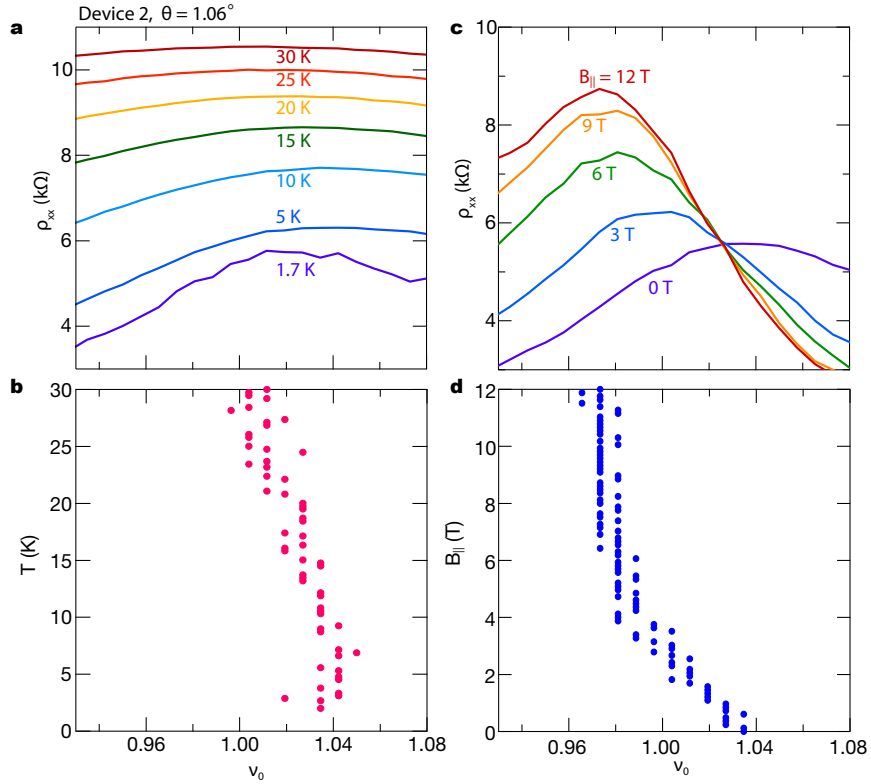 Device 2, θ = 1.06°
a
ρxx (kΩ)
10
8
6
4
30 K
25 K
20 K
15 K
10 K
5 K
1.7 K
c
ρxx (kΩ)
10
8
6
4
B|| = 12 T
9 T
6 T
3 T
0 T
b
T (K)
30
25
20
15
10
5
0
0.96
1.00
1.04
1.08
ν0
d
B|| (T)
12
10
8
6
4
2
0
0.96
1.00
1.04
1.08
ν0